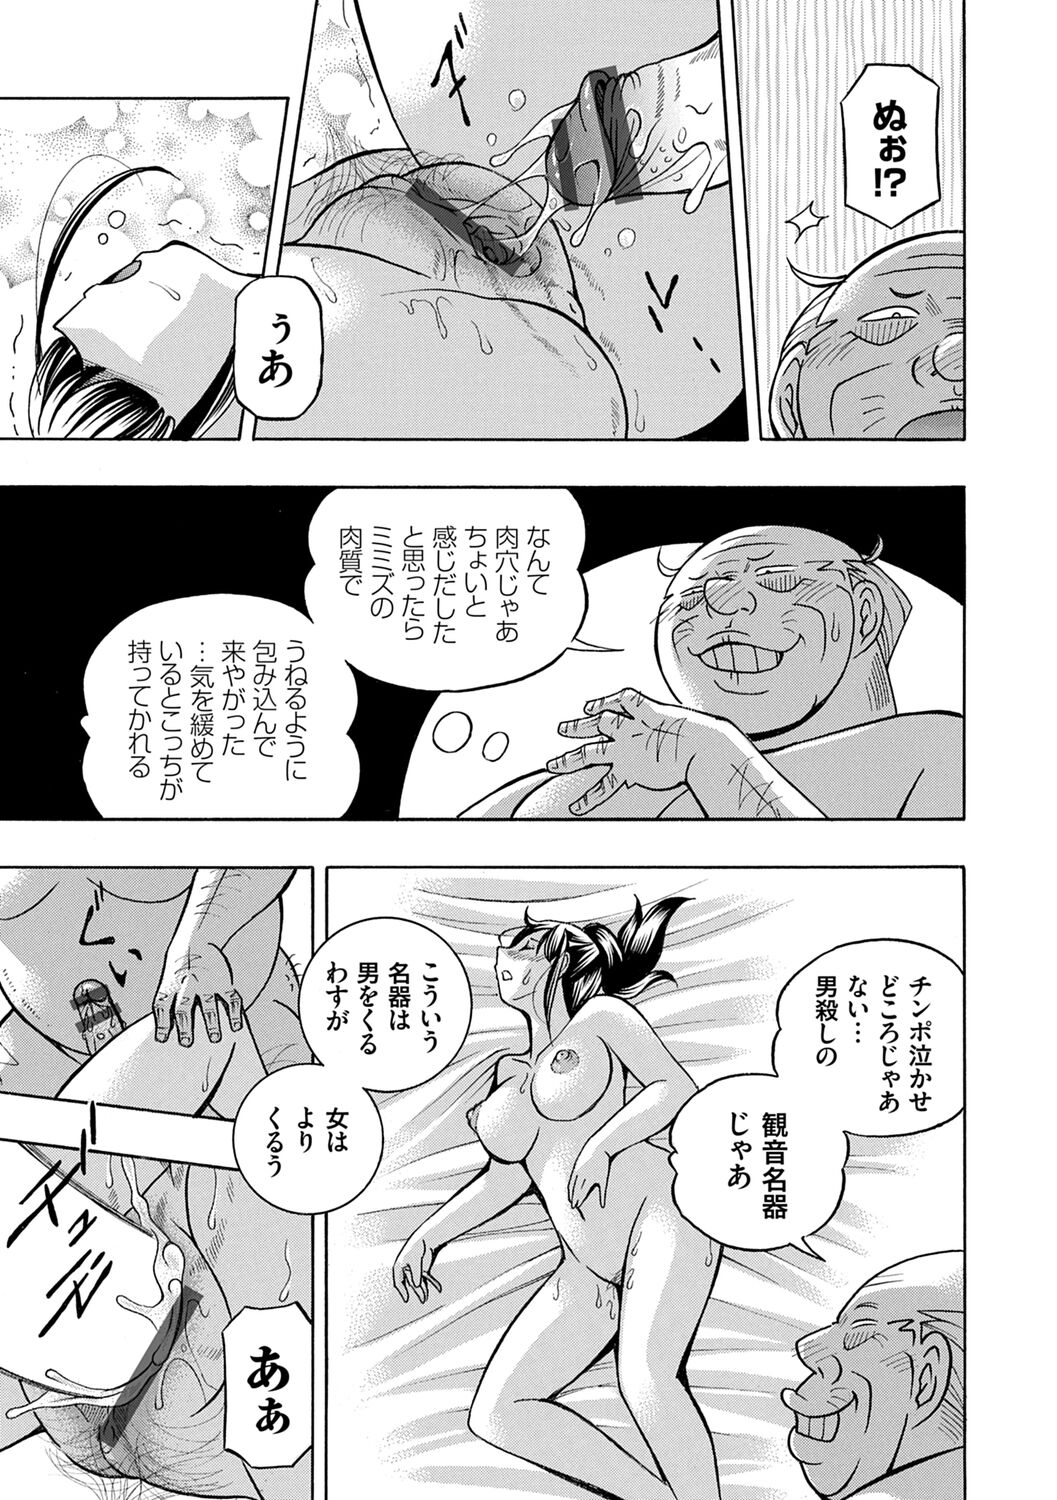 ぬぉ!?
ぅあ
なんて
肉穴じゃあ
ちょいと
感じだした
と思ったら
ミミズの
肉質で
うねるように
包み込んで
来やがった
…気を緩めて
いるとこっちが
持ってかれる
チンポ泣かせ
どころじゃあ
ない…
男殺しの
観音名器
じゃあ
こういう
名器は
男をくる
わすが
女は
より
くるう
ぐい
あぁ